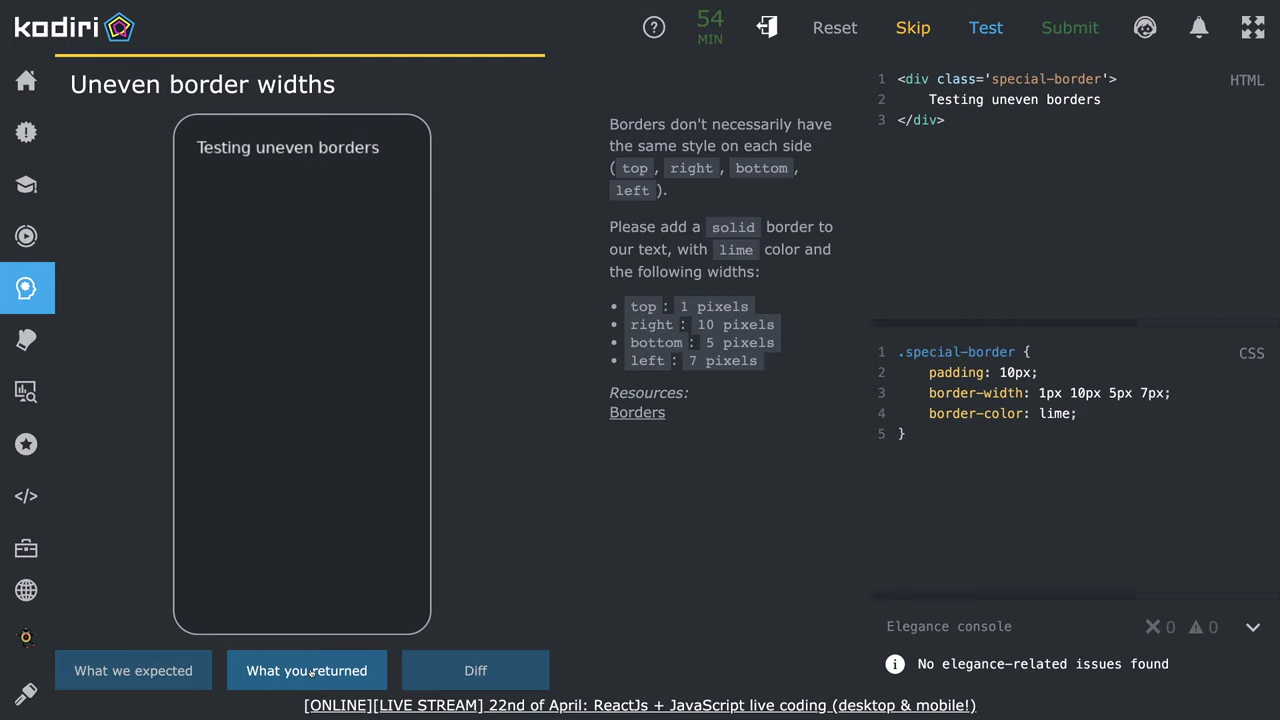 kodiri
54
MIN
Reset
Skip
Test
Submit
Uneven border widths
Testing uneven borders
What we expected
What you returned
Diff
Borders don't necessarily have
the same style on each side
( top , right , bottom ,
left ).
Please add a solid border to
our text, with lime color and
the following widths:
• top : 1 pixels
• right : 10 pixels
• bottom : 5 pixels
• left : 7 pixels
Resources:
Borders
HTML
1 <div class='special-border'>
2 Testing uneven borders
3 </div>
CSS
1 .special-border {
2 padding: 10px;
3 border-width: 1px 10px 5px 7px;
4 border-color: lime;
5 }
Elegance console
0 0
No elegance-related issues found
[ONLINE][LIVE STREAM] 22nd of April: ReactJs + JavaScript live coding (desktop & mobile!)